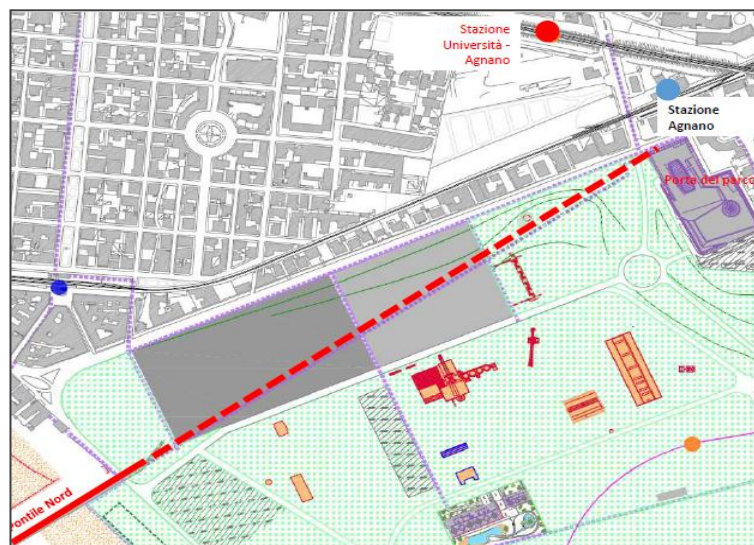 Stazione
Università -
Agnano
Stazione
Agnano
Porta del parco
Pontile Nord